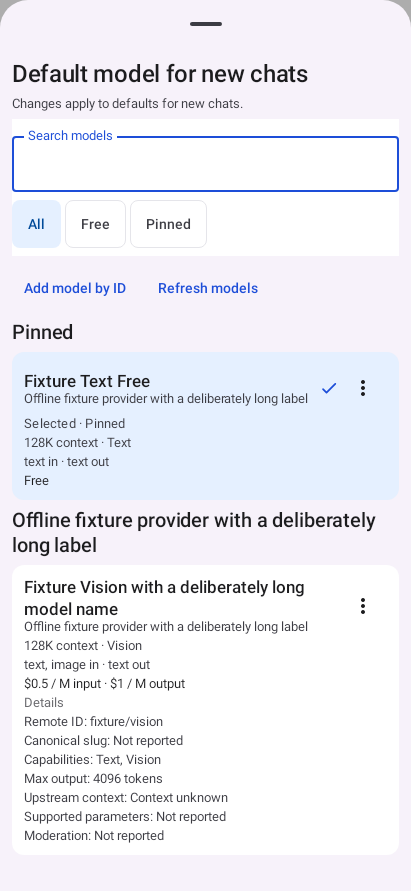 Default model for new chats
Changes apply to defaults for new chats.
Search models
All
Free
Pinned
Add model by ID
Refresh models
Pinned
Fixture Text Free
Offline fixture provider with a deliberately long label
Selected · Pinned
128K context · Text
text in · text out
Free
Offline fixture provider with a deliberately
long label
Fixture Vision with a deliberately long
model name
Offline fixture provider with a deliberately long label
128K context · Vision
text, image in · text out
$0.5 / M input · $1 / M output
Details
Remote ID: fixture/vision
Canonical slug: Not reported
Capabilities: Text, Vision
Max output: 4096 tokens
Upstream context: Context unknown
Supported parameters: Not reported
Moderation: Not reported